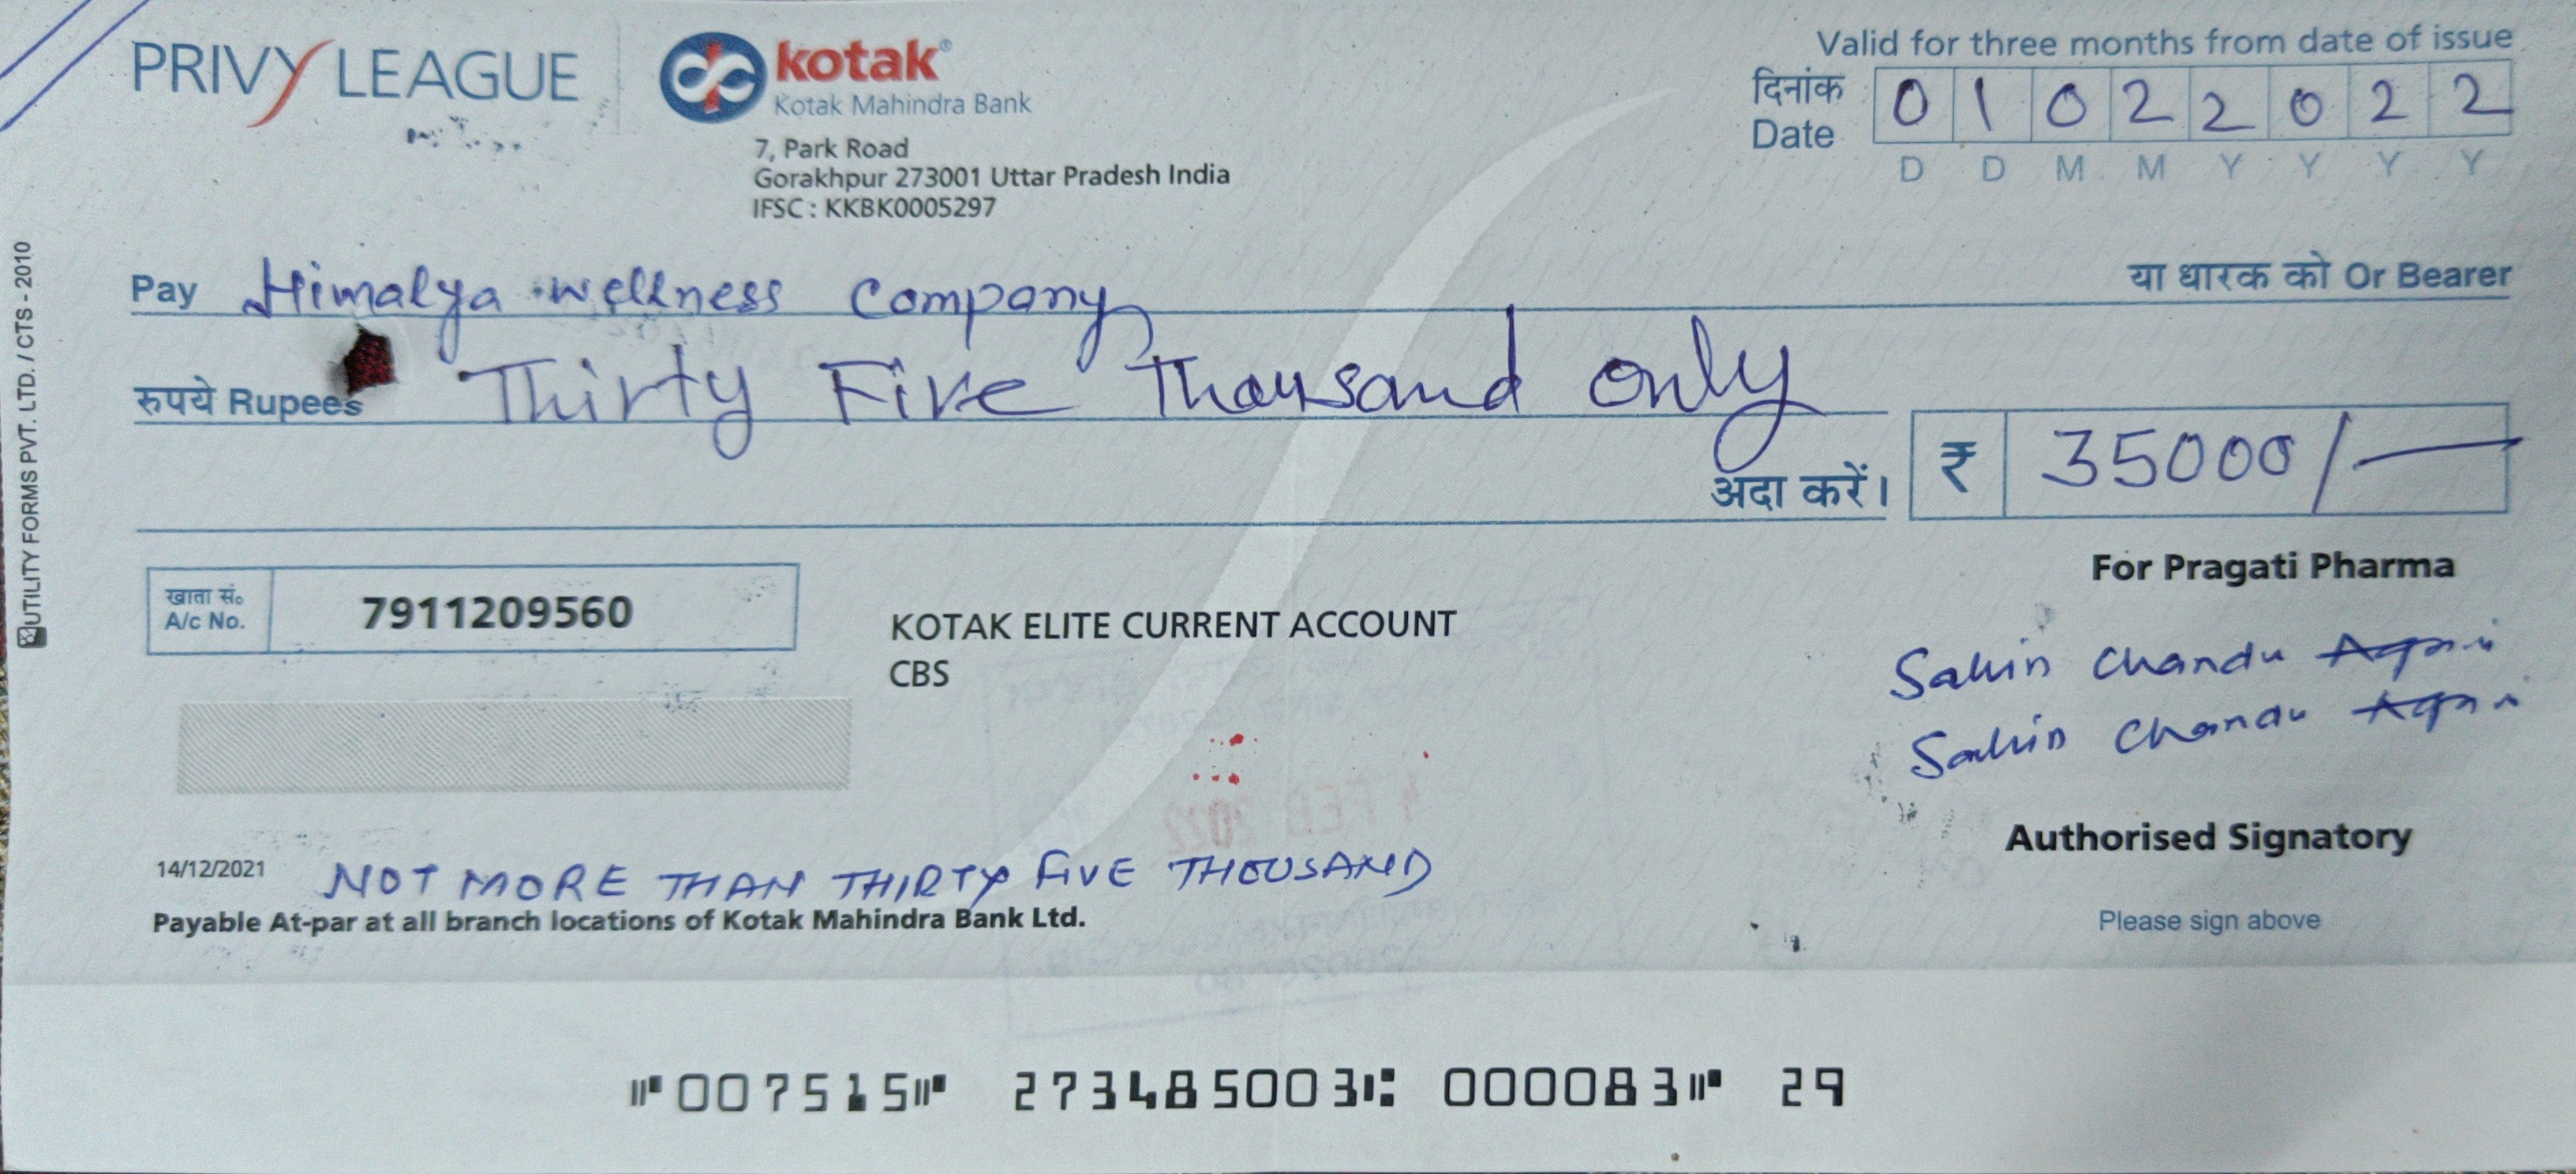 PRIVY LEAGUE
kotak®
Kotak Mahindra Bank
7, Park Road
Gorakhpur 273001 Uttar Pradesh India
IFSC : KKBK0005297
Valid for three months from date of issue
दिनांक
Date
0 1 0 2 2 0 2 2
D D M M Y Y Y Y
UTILITY FORMS PVT. LTD. / CTS - 2010
Pay Himalya wellness company या धारक को Or Bearer
रुपये Rupees Thirty Five Thousand only
अदा करें। ₹ 35000/-
खाता सं०
A/c No. 7911209560
KOTAK ELITE CURRENT ACCOUNT
CBS
For Pragati Pharma
Chandu
Chandu
- 4 FEB 2022
Authorised Signatory
14/12/2021 NOT MORE THAN THIRTY FIVE THOUSAND
Payable At-par at all branch locations of Kotak Mahindra Bank Ltd.
Please sign above
⑈007515⑈ 273485003⑆ 000083⑈ 29